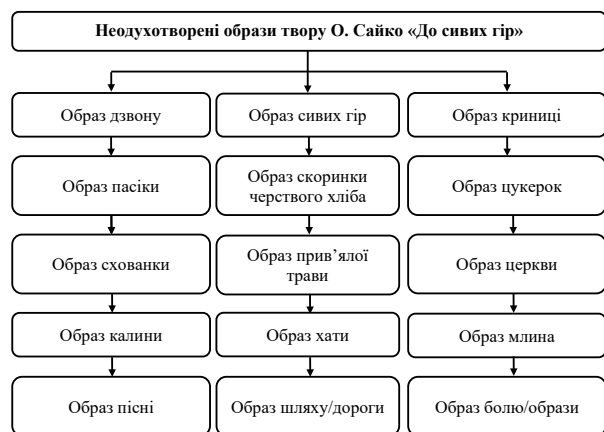 Неодухотворені образи твору О. Сайко «До сивих гір»
Образ дзвону
Образ сивих гір
Образ криниці
Образ пасіки
Образ скоринки
черствого хліба
Образ цукерок
Образ схованки
Образ прив’ялої
трави
Образ церкви
Образ калини
Образ хати
Образ млина
Образ пісні
Образ шляху/дороги
Образ болю/образи